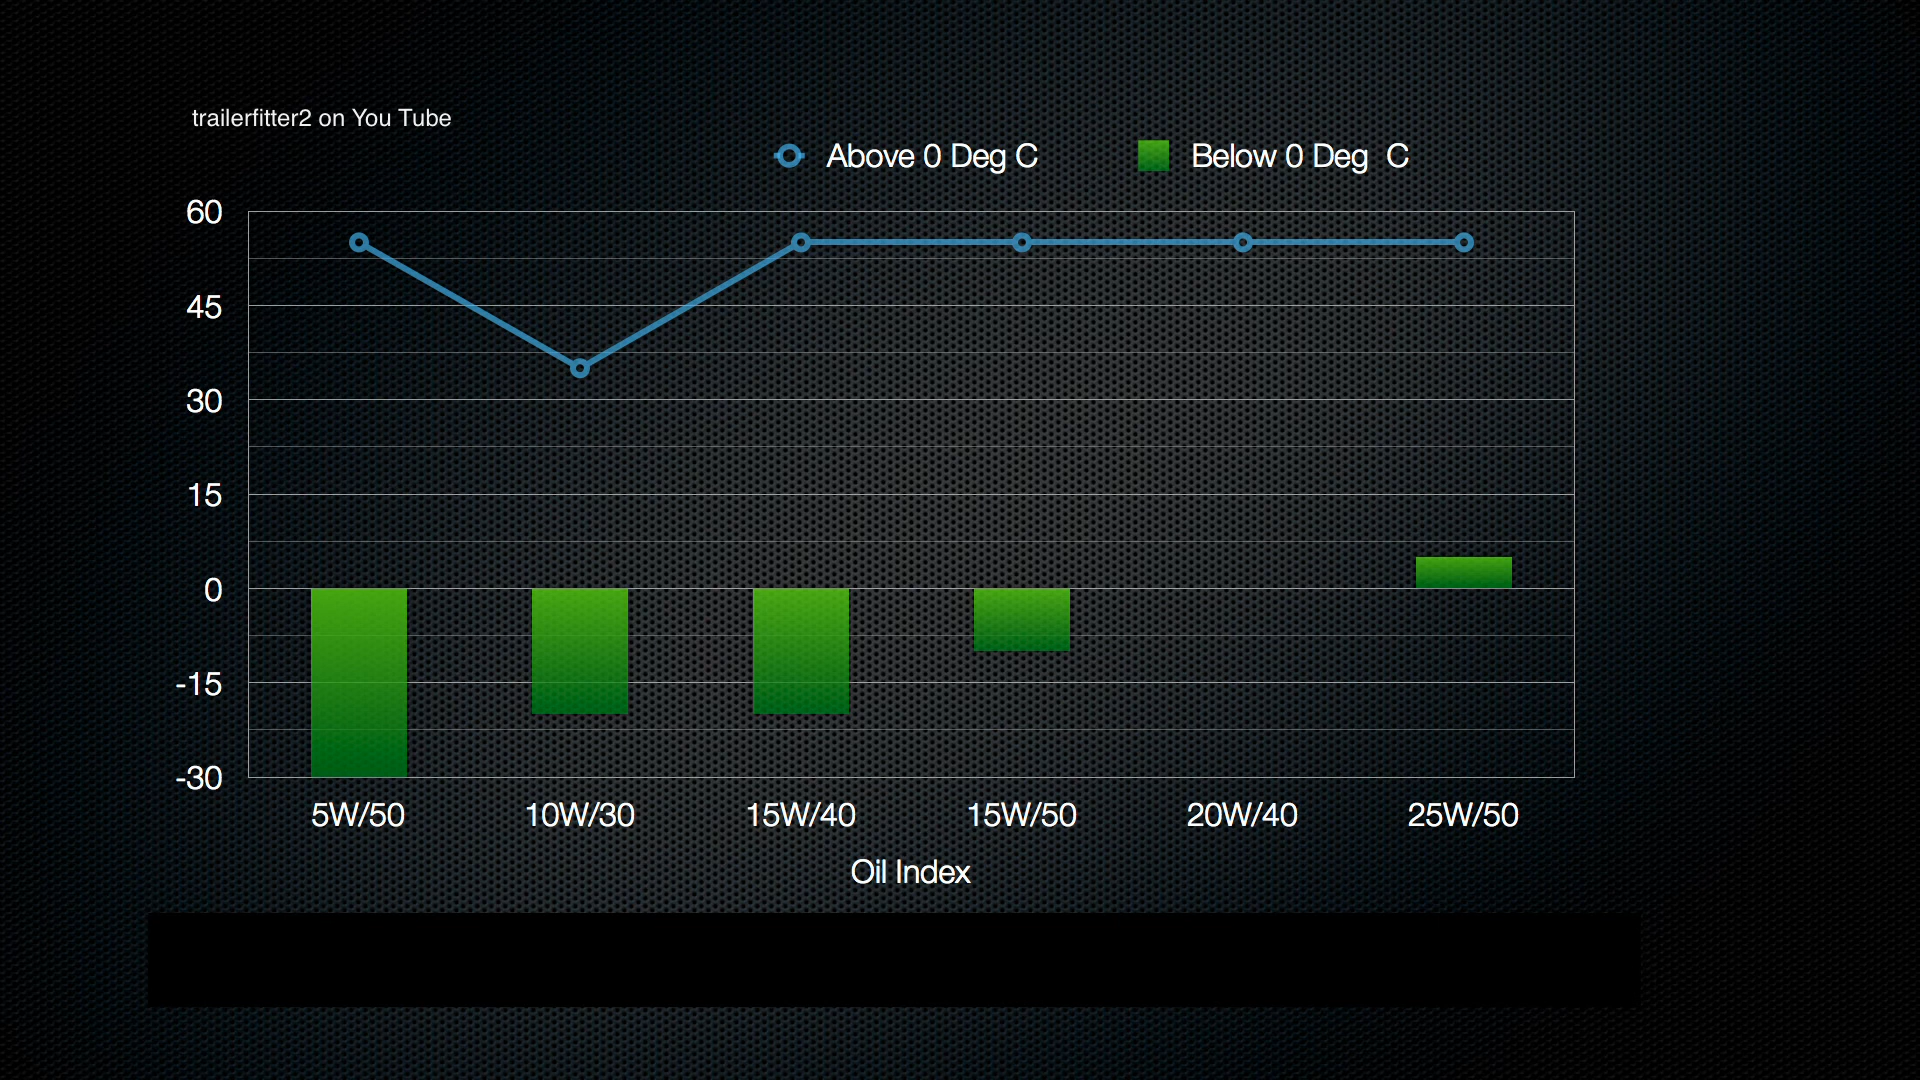 trailerfitter2 on You Tube
Above 0 Deg C
Below 0 Deg  C
60
45
30
15
0
-15
-30
5W/50
10W/30
15W/40
15W/50
20W/40
25W/50
Oil Index